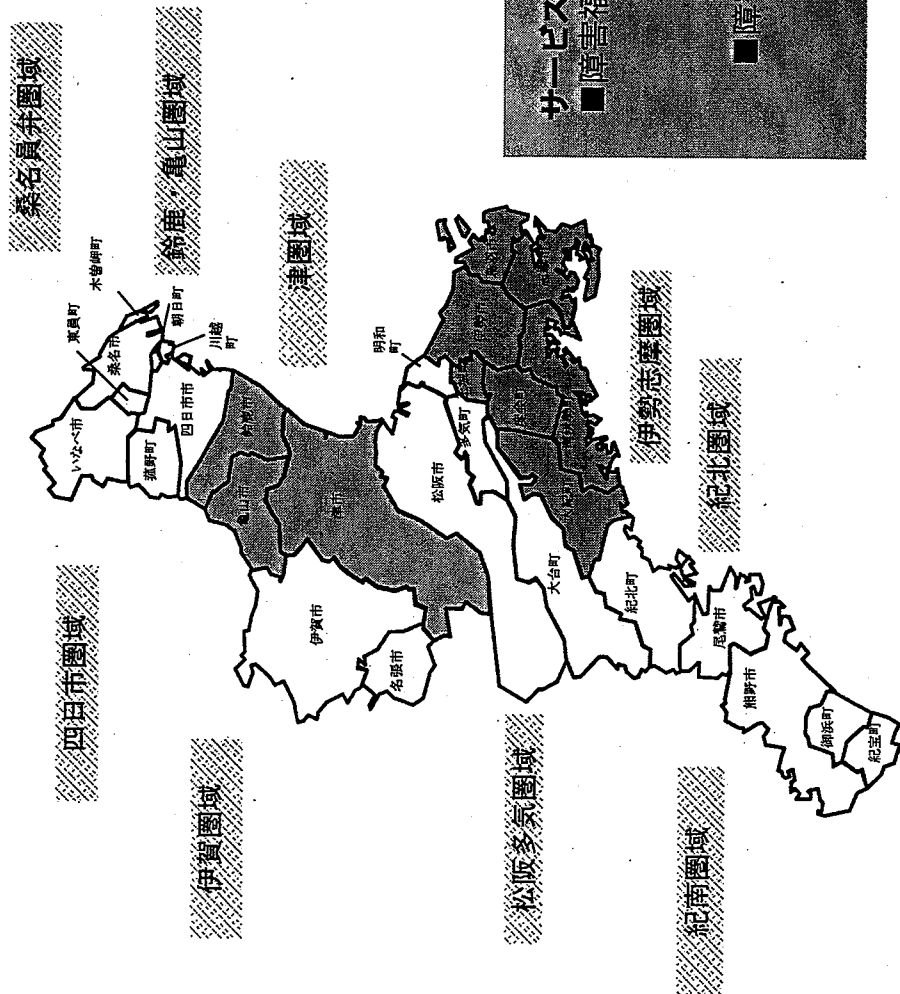 桑名員弁圏域
鈴鹿・亀山圏域
津圏域
四日市圏域
伊賀圏域
伊勢志摩圏域
紀北圏域
松阪多気圏域
紀南圏域
木曽岬町
東員町
桑名市
朝日町
川越
町
いなべ市
菰野町
四日市市
亀山市
津市
伊賀市
名張市
明和
町
松阪市
多気町
大台町
紀北町
尾鷲市
熊野市
御浜町
紀宝町
サービス
■障害福
■障